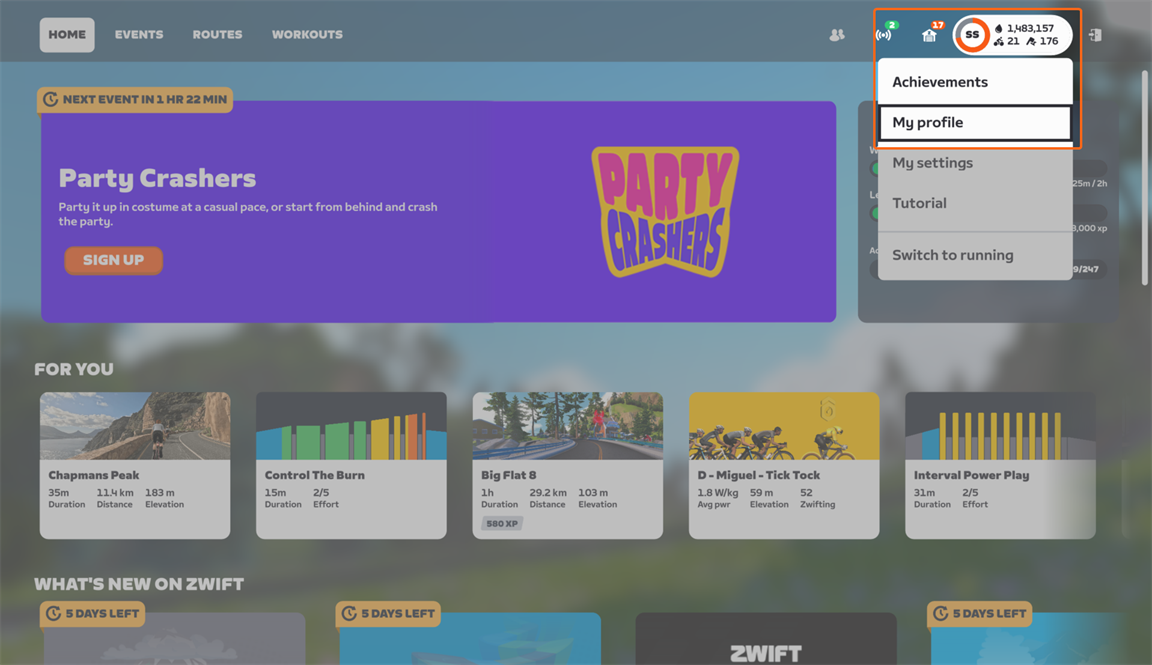 HOME
EVENTS
ROUTES
WORKOUTS
2
17
SS
1,483,157
21
176
Achievements
My profile
My settings
Tutorial
Switch to running
NEXT EVENT IN 1 HR 22 MIN
Party Crashers
Party it up in costume at a casual pace, or start from behind and crash
the party.
SIGN UP
PARTY
CRASHERS
25m / 2h
Le
,000 xp
9/247
FOR YOU
Chapmans Peak
35m 11.4 km 183 m
Duration Distance Elevation
Control The Burn
15m 2/5
Duration Effort
Big Flat 8
1h 29.2 km 103 m
Duration Distance Elevation
580 XP
6
D - Miguel - Tick Tock
1.8 W/kg 59 m 52
Avg pwr Elevation Zwifting
Interval Power Play
31m 2/5
Duration Effort
WHAT'S NEW ON ZWIFT
5 DAYS LEFT
5 DAYS LEFT
ZWIFT
5 DAYS LEFT